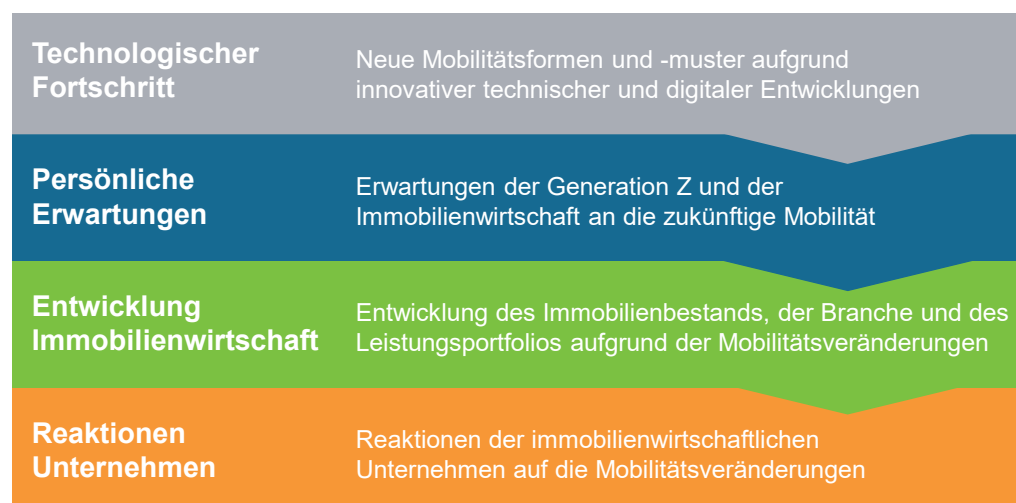 Technologischer
Fortschritt
Neue Mobilitätsformen und -muster aufgrund
innovativer technischer und digitaler Entwicklungen
Persönliche
Erwartungen
Erwartungen der Generation Z und der
Immobilienwirtschaft an die zukünftige Mobilität
Entwicklung
Immobilienwirtschaft
Entwicklung des Immobilienbestands, der Branche und des
Leistungsportfolios aufgrund der Mobilitätsveränderungen
Reaktionen
Unternehmen
Reaktionen der immobilienwirtschaftlichen
Unternehmen auf die Mobilitätsveränderungen